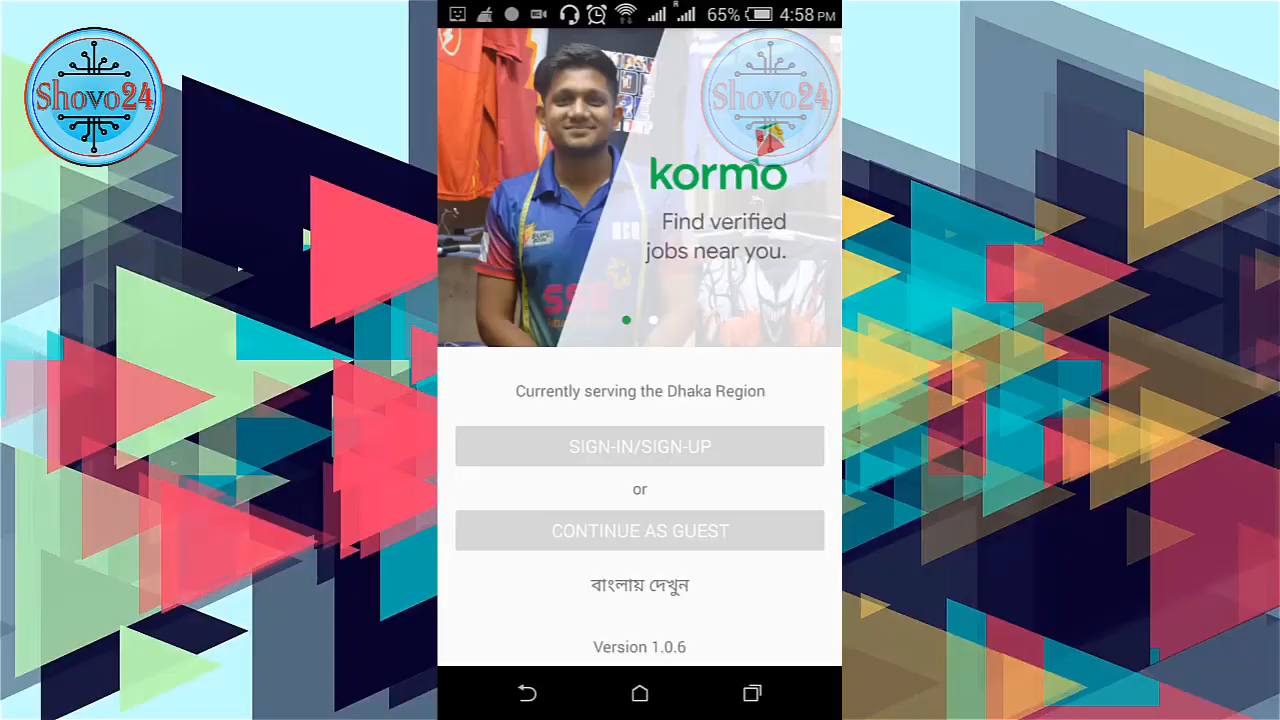 Shovo24
R 65% 4:58 PM
Shovo24
kormo
Find verified
jobs near you.
Currently serving the Dhaka Region
SIGN-IN/SIGN-UP
or
CONTINUE AS GUEST
বাংলায় দেখুন
Version 1.0.6